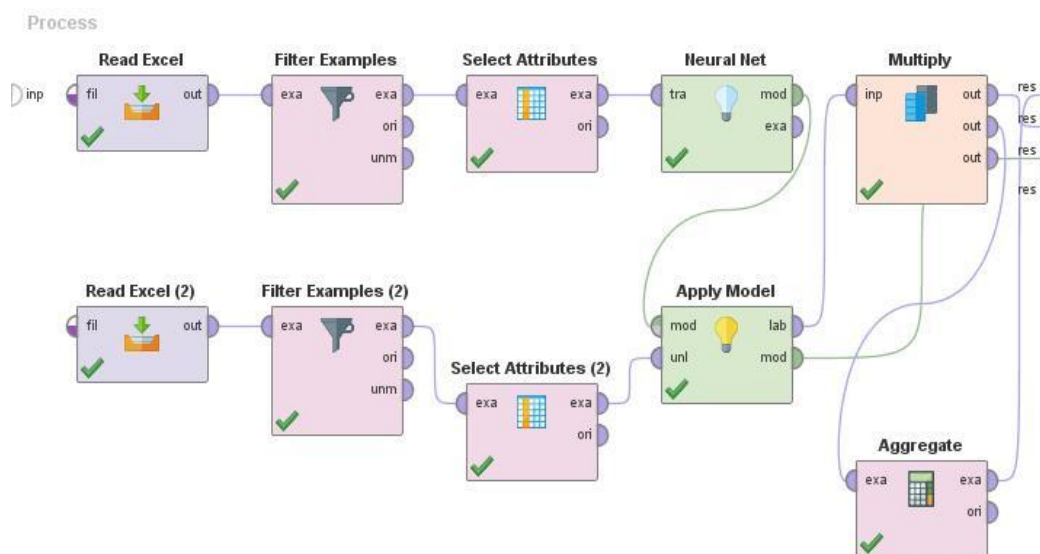 Process
Read Excel
Filter Examples
Select Attributes
Neural Net
Multiply
inp
fil
out
exa
exa
exa
exa
tra
mod
inp
out
res
ori
ori
exa
out
res
unm
out
res
res
Read Excel (2)
Filter Examples (2)
Apply Model
fil
out
exa
exa
mod
lab
ori
unl
mod
Select Attributes (2)
unm
exa
exa
ori
Aggregate
exa
exa
ori